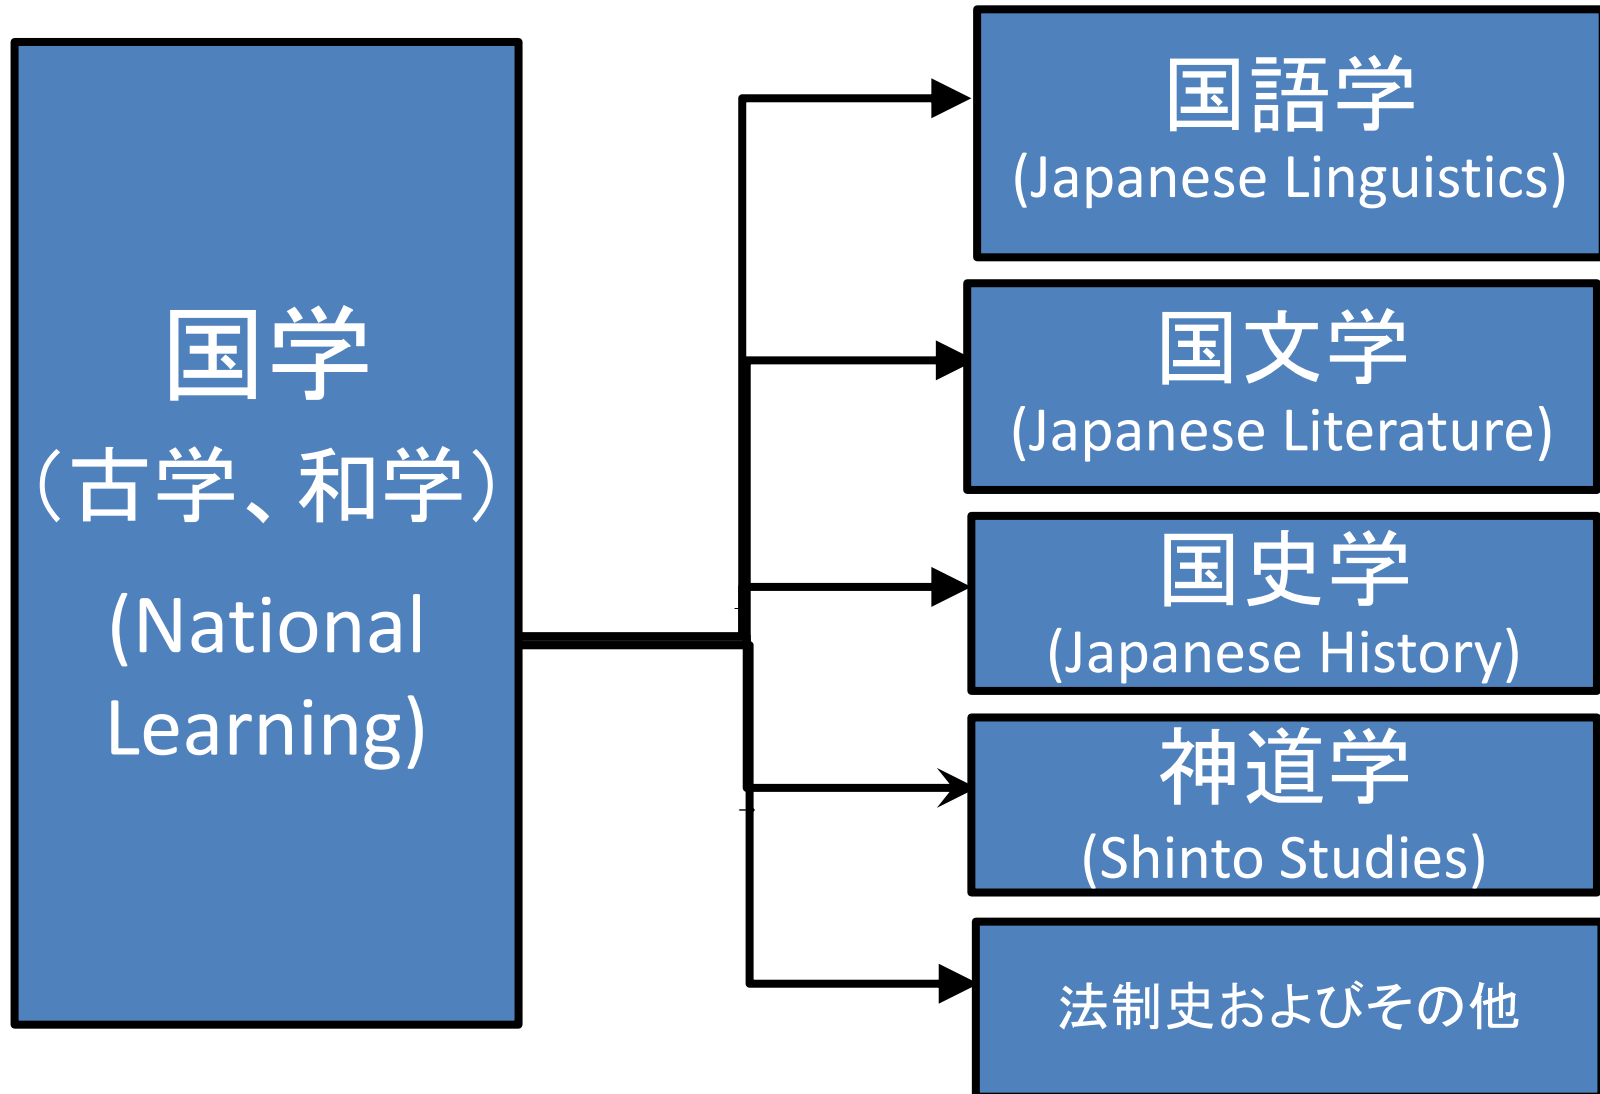 国学
（古学、和学）
(National
Learning)
国語学
(Japanese Linguistics)
国文学
(Japanese Literature)
国史学
(Japanese History)
神道学
(Shinto Studies)
法制史およびその他